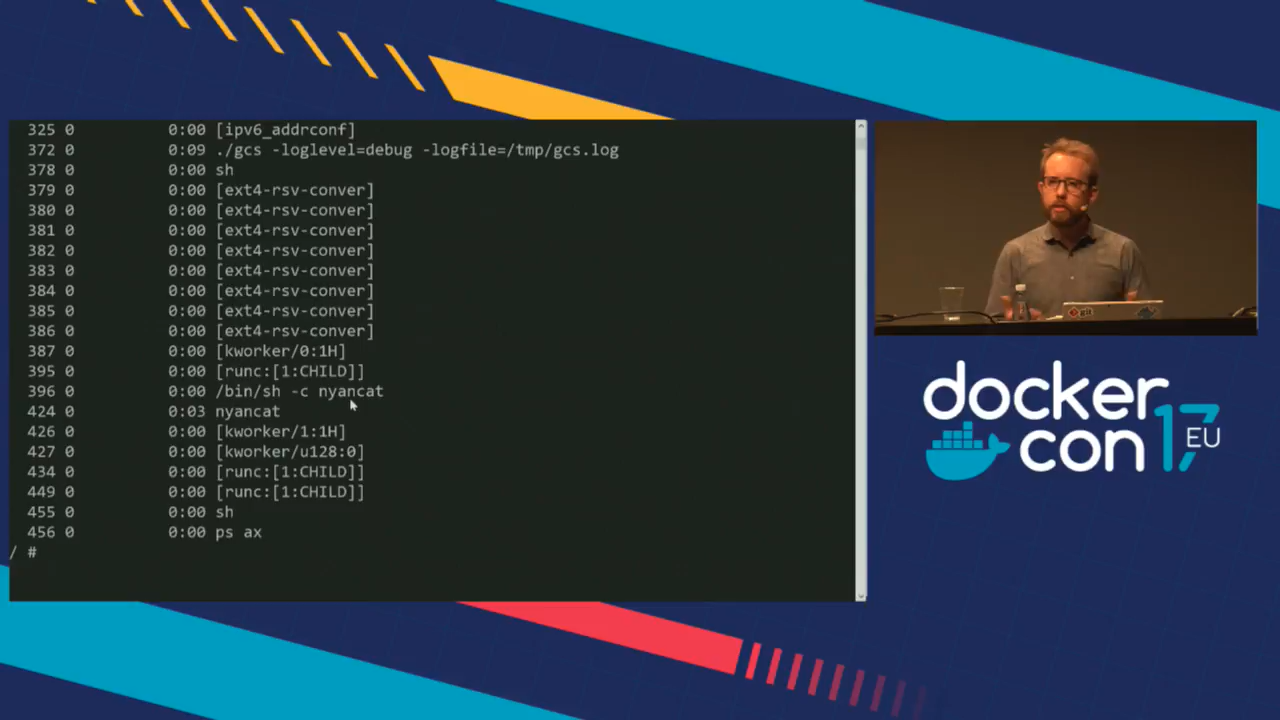 325 0 0:00 [ipv6_addrconf]
372 0 0:09 ./gcs -loglevel=debug -logfile=/tmp/gcs.log
378 0 0:00 sh
379 0 0:00 [ext4-rsv-conver]
380 0 0:00 [ext4-rsv-conver]
381 0 0:00 [ext4-rsv-conver]
382 0 0:00 [ext4-rsv-conver]
383 0 0:00 [ext4-rsv-conver]
384 0 0:00 [ext4-rsv-conver]
385 0 0:00 [ext4-rsv-conver]
386 0 0:00 [ext4-rsv-conver]
387 0 0:00 [kworker/0:1H]
395 0 0:00 [runc:[1:CHILD]]
396 0 0:00 /bin/sh -c nyancat
424 0 0:03 nyancat
426 0 0:00 [kworker/1:1H]
427 0 0:00 [kworker/u128:0]
434 0 0:00 [runc:[1:CHILD]]
449 0 0:00 [runc:[1:CHILD]]
455 0 0:00 sh
456 0 0:00 ps ax
/ #
git
docker
con 17 EU